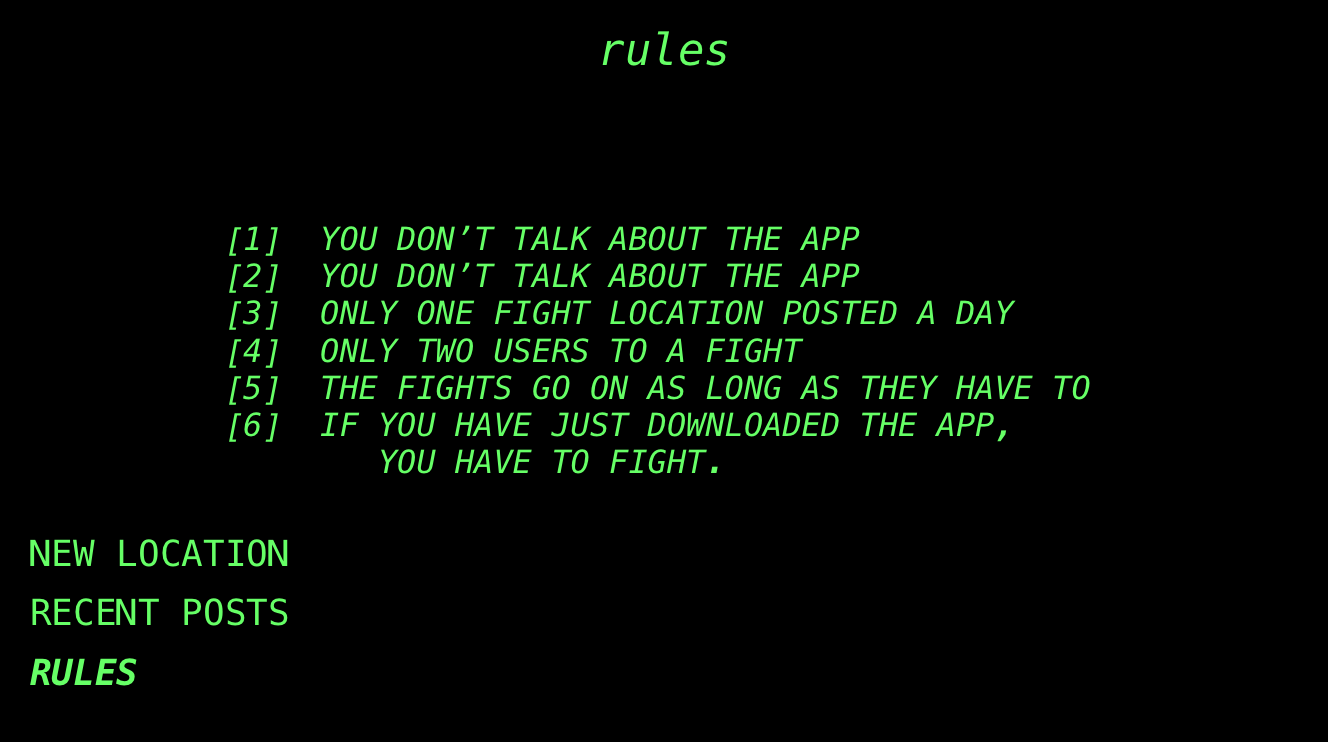 rules
[1] YOU DON’T TALK ABOUT THE APP
[2] YOU DON’T TALK ABOUT THE APP
[3] ONLY ONE FIGHT LOCATION POSTED A DAY
[4] ONLY TWO USERS TO A FIGHT
[5] THE FIGHTS GO ON AS LONG AS THEY HAVE TO
[6] IF YOU HAVE JUST DOWNLOADED THE APP,
YOU HAVE TO FIGHT.
NEW LOCATION
RECENT POSTS
RULES